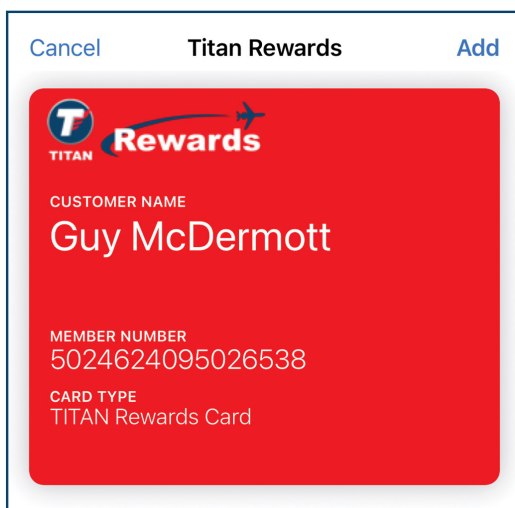 Cancel Titan Rewards Add
T
TITAN Rewards
CUSTOMER NAME
Guy McDermott
MEMBER NUMBER
5024624095026538
CARD TYPE
TITAN Rewards Card